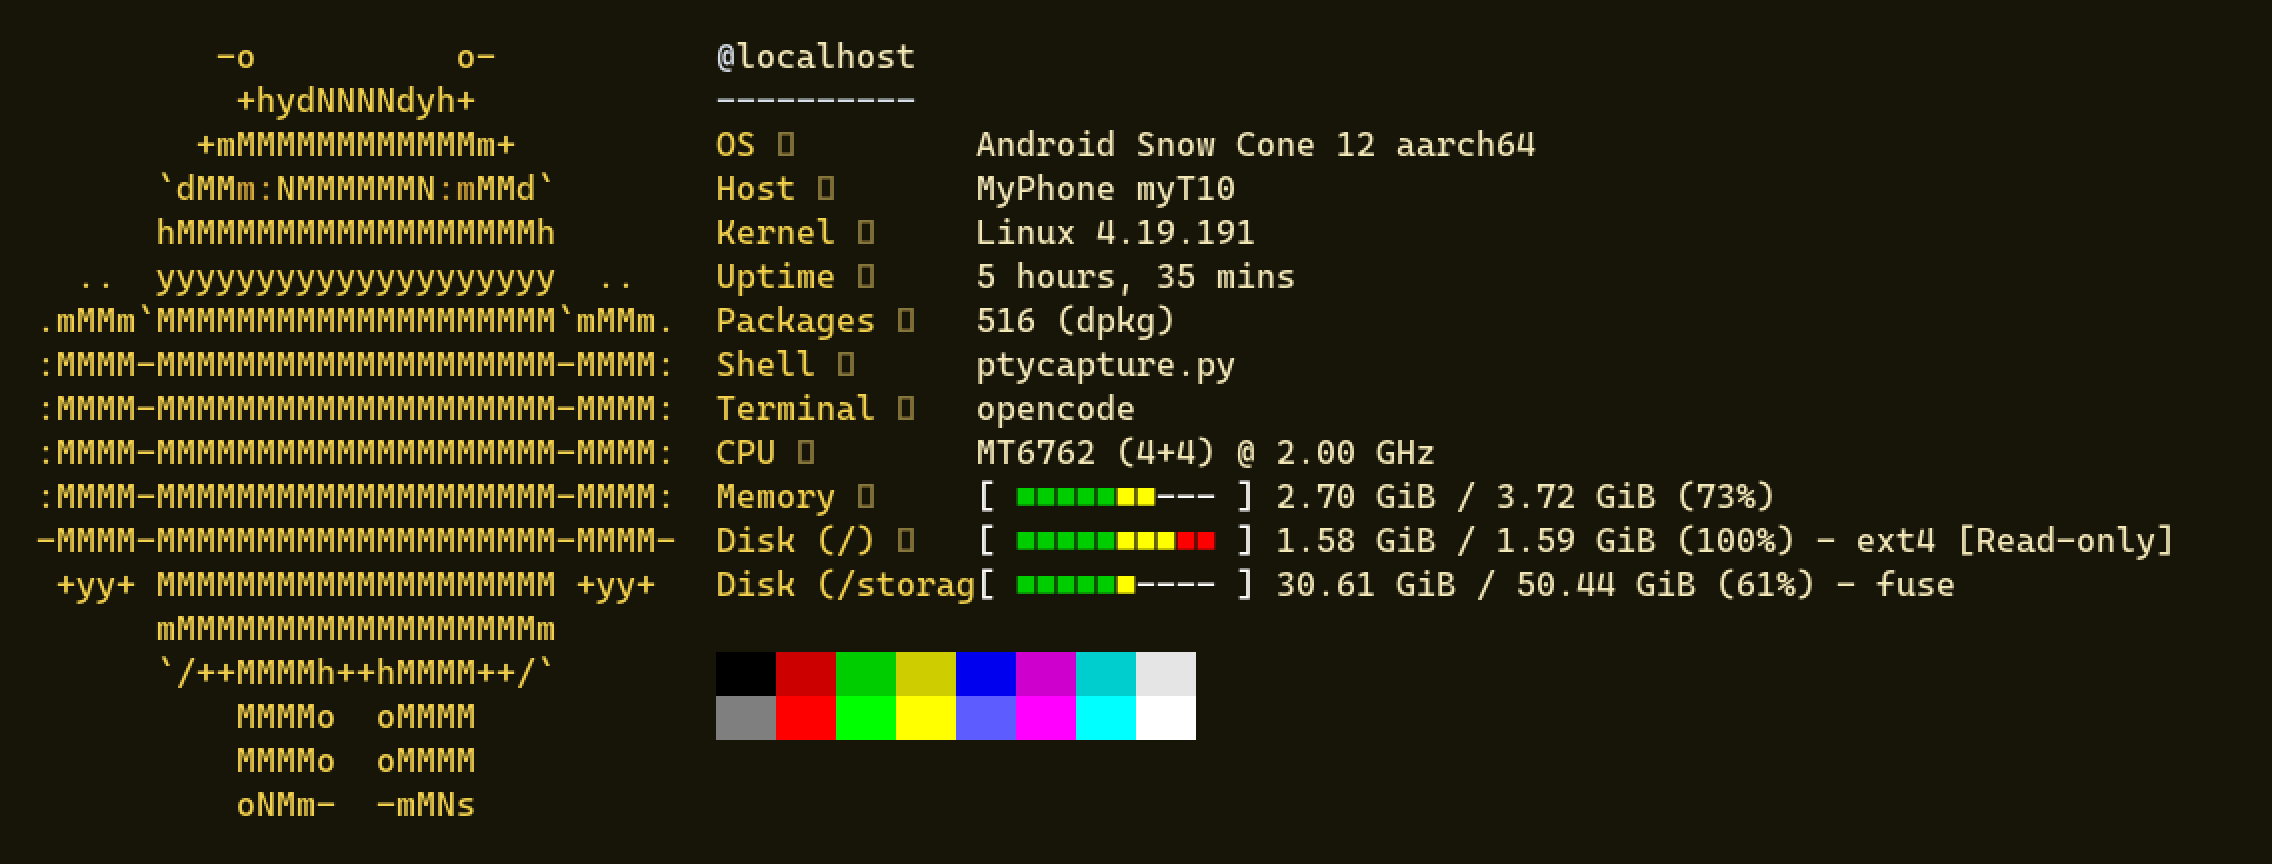 -o          o-
+hydNNNNdyh+
+mMMMMMMMMMMMMm+
`dMMm:NMMMMMMN:mMMd`
hMMMMMMMMMMMMMMMMMMh
..  yyyyyyyyyyyyyyyyyyyy  ..
.mMMm`MMMMMMMMMMMMMMMMMMMM`mMMm.
:MMMM-MMMMMMMMMMMMMMMMMMMM-MMMM:
:MMMM-MMMMMMMMMMMMMMMMMMMM-MMMM:
:MMMM-MMMMMMMMMMMMMMMMMMMM-MMMM:
:MMMM-MMMMMMMMMMMMMMMMMMMM-MMMM:
-MMMM-MMMMMMMMMMMMMMMMMMMM-MMMM-
+yy+ MMMMMMMMMMMMMMMMMMMM +yy+
mMMMMMMMMMMMMMMMMMMm
`/++MMMMh++hMMMM++/`
MMMMo  oMMMM
MMMMo  oMMMM
oNMm-  -mMNs
@localhost
----------
OS Android Snow Cone 12 aarch64
Host MyPhone myT10
Kernel Linux 4.19.191
Uptime 5 hours, 35 mins
Packages 516 (dpkg)
Shell ptycapture.py
Terminal opencode
CPU MT6762 (4+4) @ 2.00 GHz
Memory [ ■■■■■■■--- ] 2.70 GiB / 3.72 GiB (73%)
Disk (/) [ ■■■■■■■■■■ ] 1.58 GiB / 1.59 GiB (100%) - ext4 [Read-only]
Disk (/storag[ ■■■■■■---- ] 30.61 GiB / 50.44 GiB (61%) - fuse